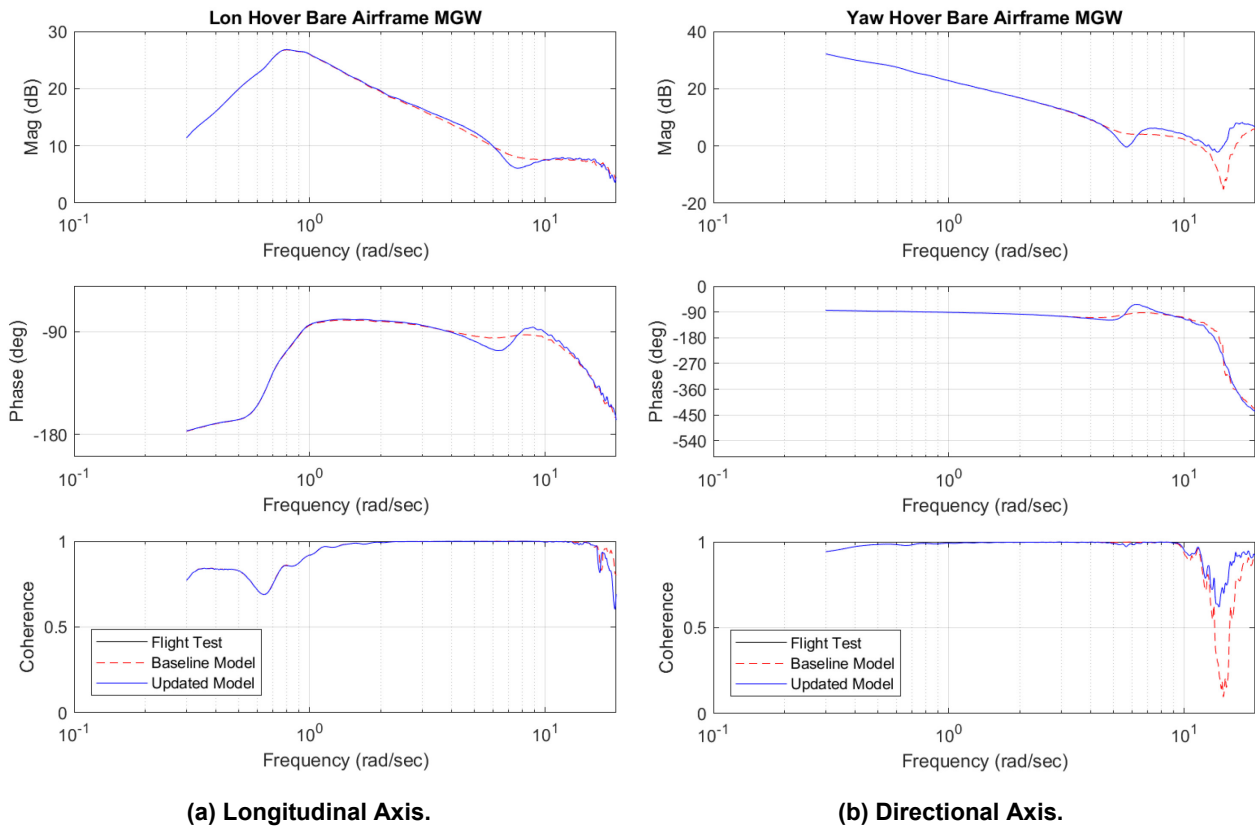 Lon Hover Bare Airframe MGW
30
20
10
0
Mag (dB)
10^-1
10^0
10^1
Frequency (rad/sec)
-90
-180
Phase (deg)
10^-1
10^0
10^1
Frequency (rad/sec)
1
0.5
0
Coherence
Flight Test
Baseline Model
Updated Model
10^-1
10^0
10^1
Frequency (rad/sec)
(a) Longitudinal Axis.
Yaw Hover Bare Airframe MGW
40
20
0
-20
Mag (dB)
10^-1
10^0
10^1
Frequency (rad/sec)
0
-90
-180
-270
-360
-450
-540
Phase (deg)
10^-1
10^0
10^1
Frequency (rad/sec)
1
0.5
0
Coherence
Flight Test
Baseline Model
Updated Model
10^-1
10^0
10^1
Frequency (rad/sec)
(b) Directional Axis.